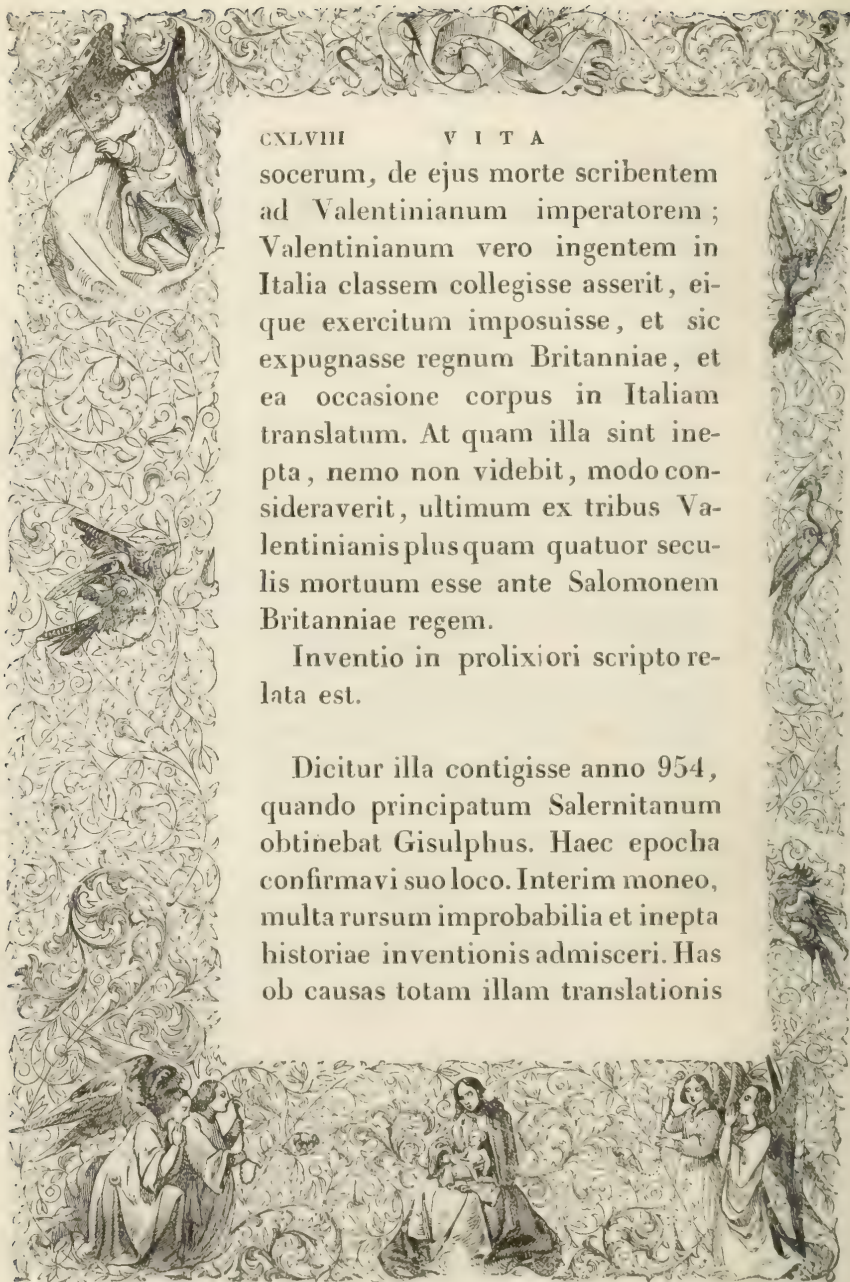 CXLVIII V I T A
socerum, de ejus morte scribentem
ad Valentinianum imperatorem ;
Valentinianum vero ingentem in
Italia classem collegisse asserit, ei-
que exercitum imposuisse, et sic
expugnasse regnum Britanniae, et
ea occasione corpus in Italiam
translatum. At quam illa sint ine-
pta, nemo non videbit, modo con-
sideraverit, ultimum ex tribus Va-
lentinianis plus quam quatuor secu-
lis mortuum esse ante Salomonem
Britanniae regem.
Inventio in prolixiori scripto re-
lata est.
Dicitur illa contigisse anno 954,
quando principatum Salernitanum
obtinebat Gisulphus. Haec epocha
confirmavi suo loco. Interim moneo,
multa rursum improbabilia et inepta
historiae inventionis admisceri. Has
ob causas totam illam translationis